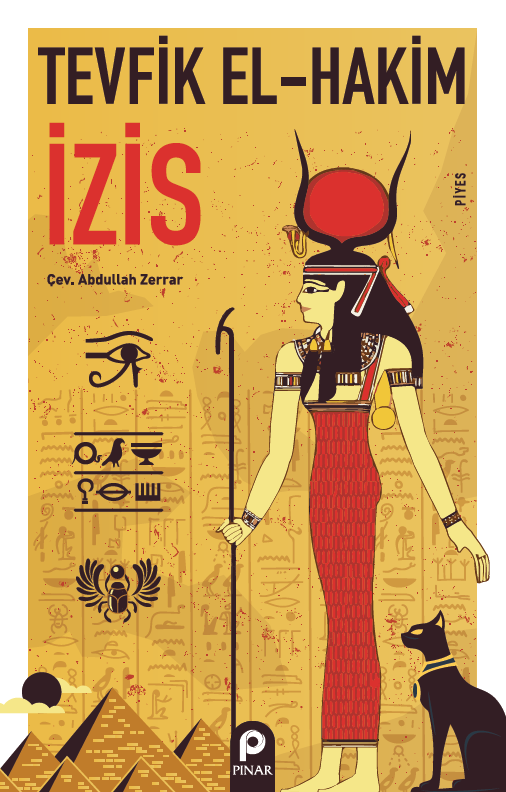 TEVFİK EL-HAKİM
İZİS
PİYES
Çev. Abdullah Zerrar
PINAR